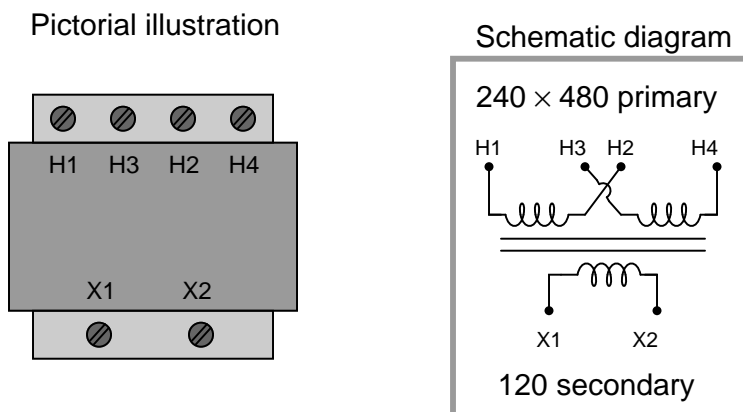 Pictorial illustration
H1 H3 H2 H4
X1 X2
Schematic diagram
240 × 480 primary
H1 H3 H2 H4
X1 X2
120 secondary